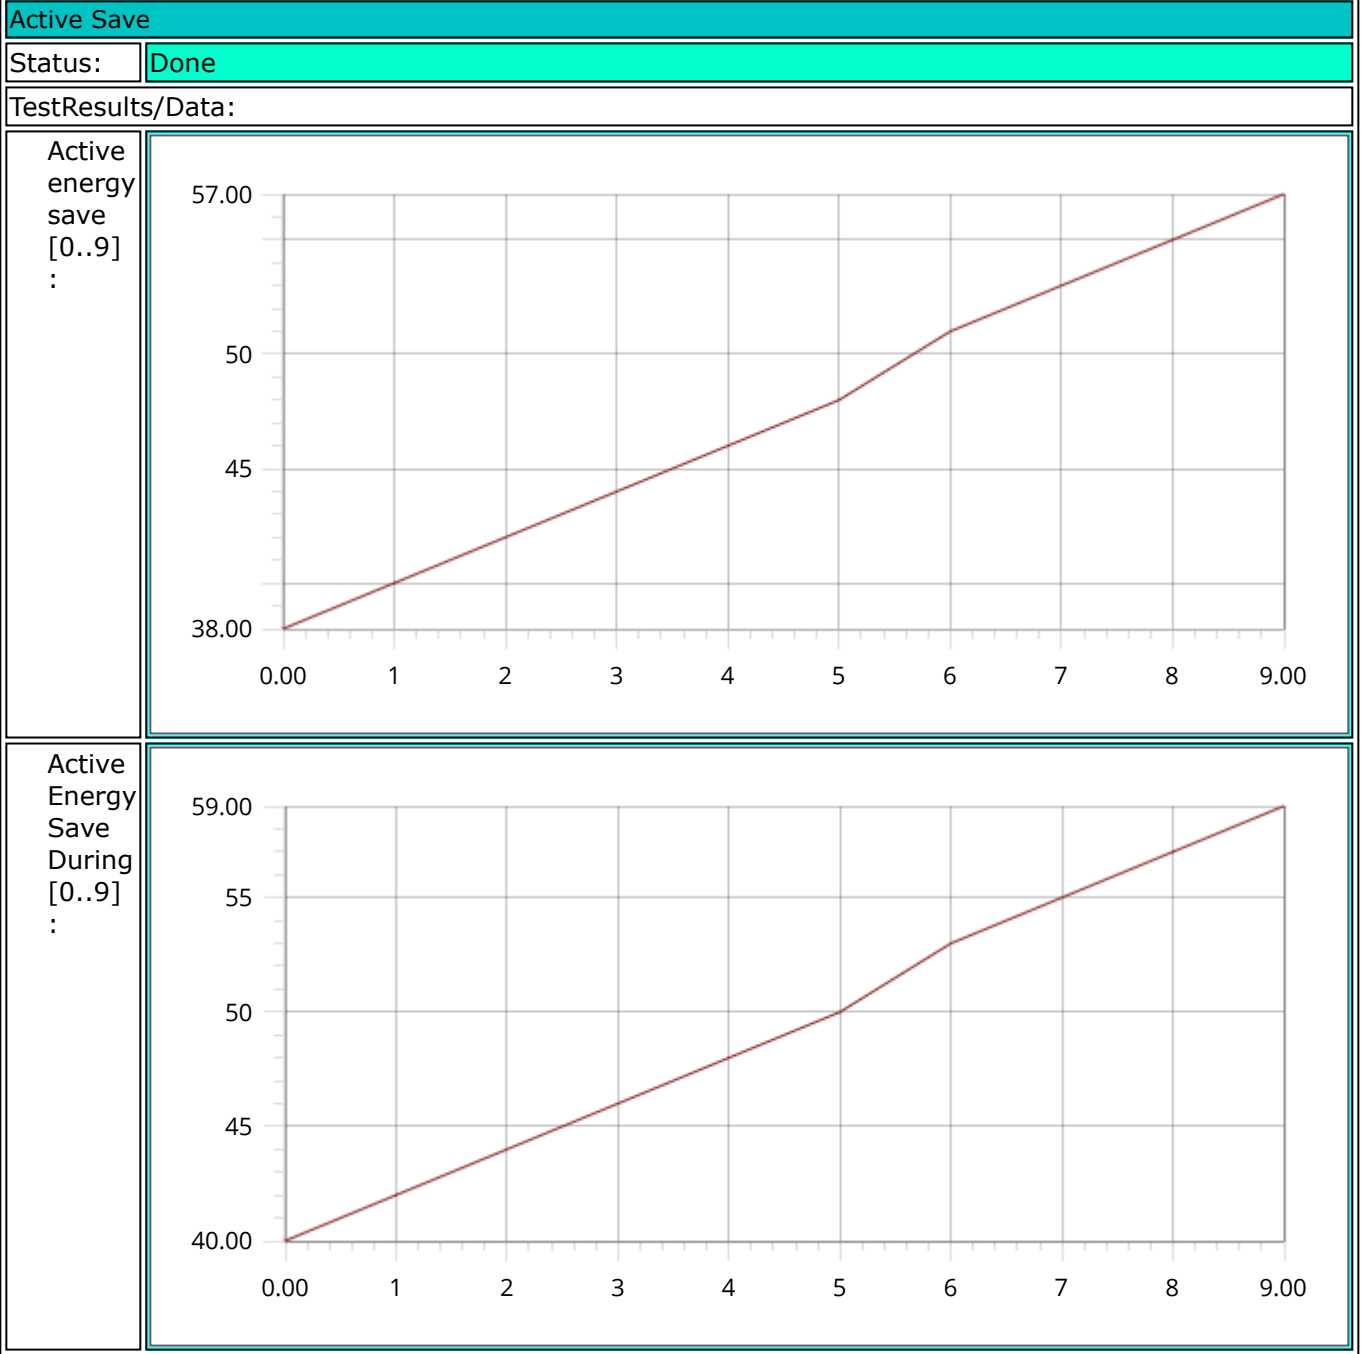 Active Save
Status: Done
TestResults/Data:
Active
energy
save
[0..9]
:
57.00
50
45
38.00
0.00 1 2 3 4 5 6 7 8 9.00
Active
Energy
Save
During
[0..9]
:
59.00
55
50
45
40.00
0.00 1 2 3 4 5 6 7 8 9.00